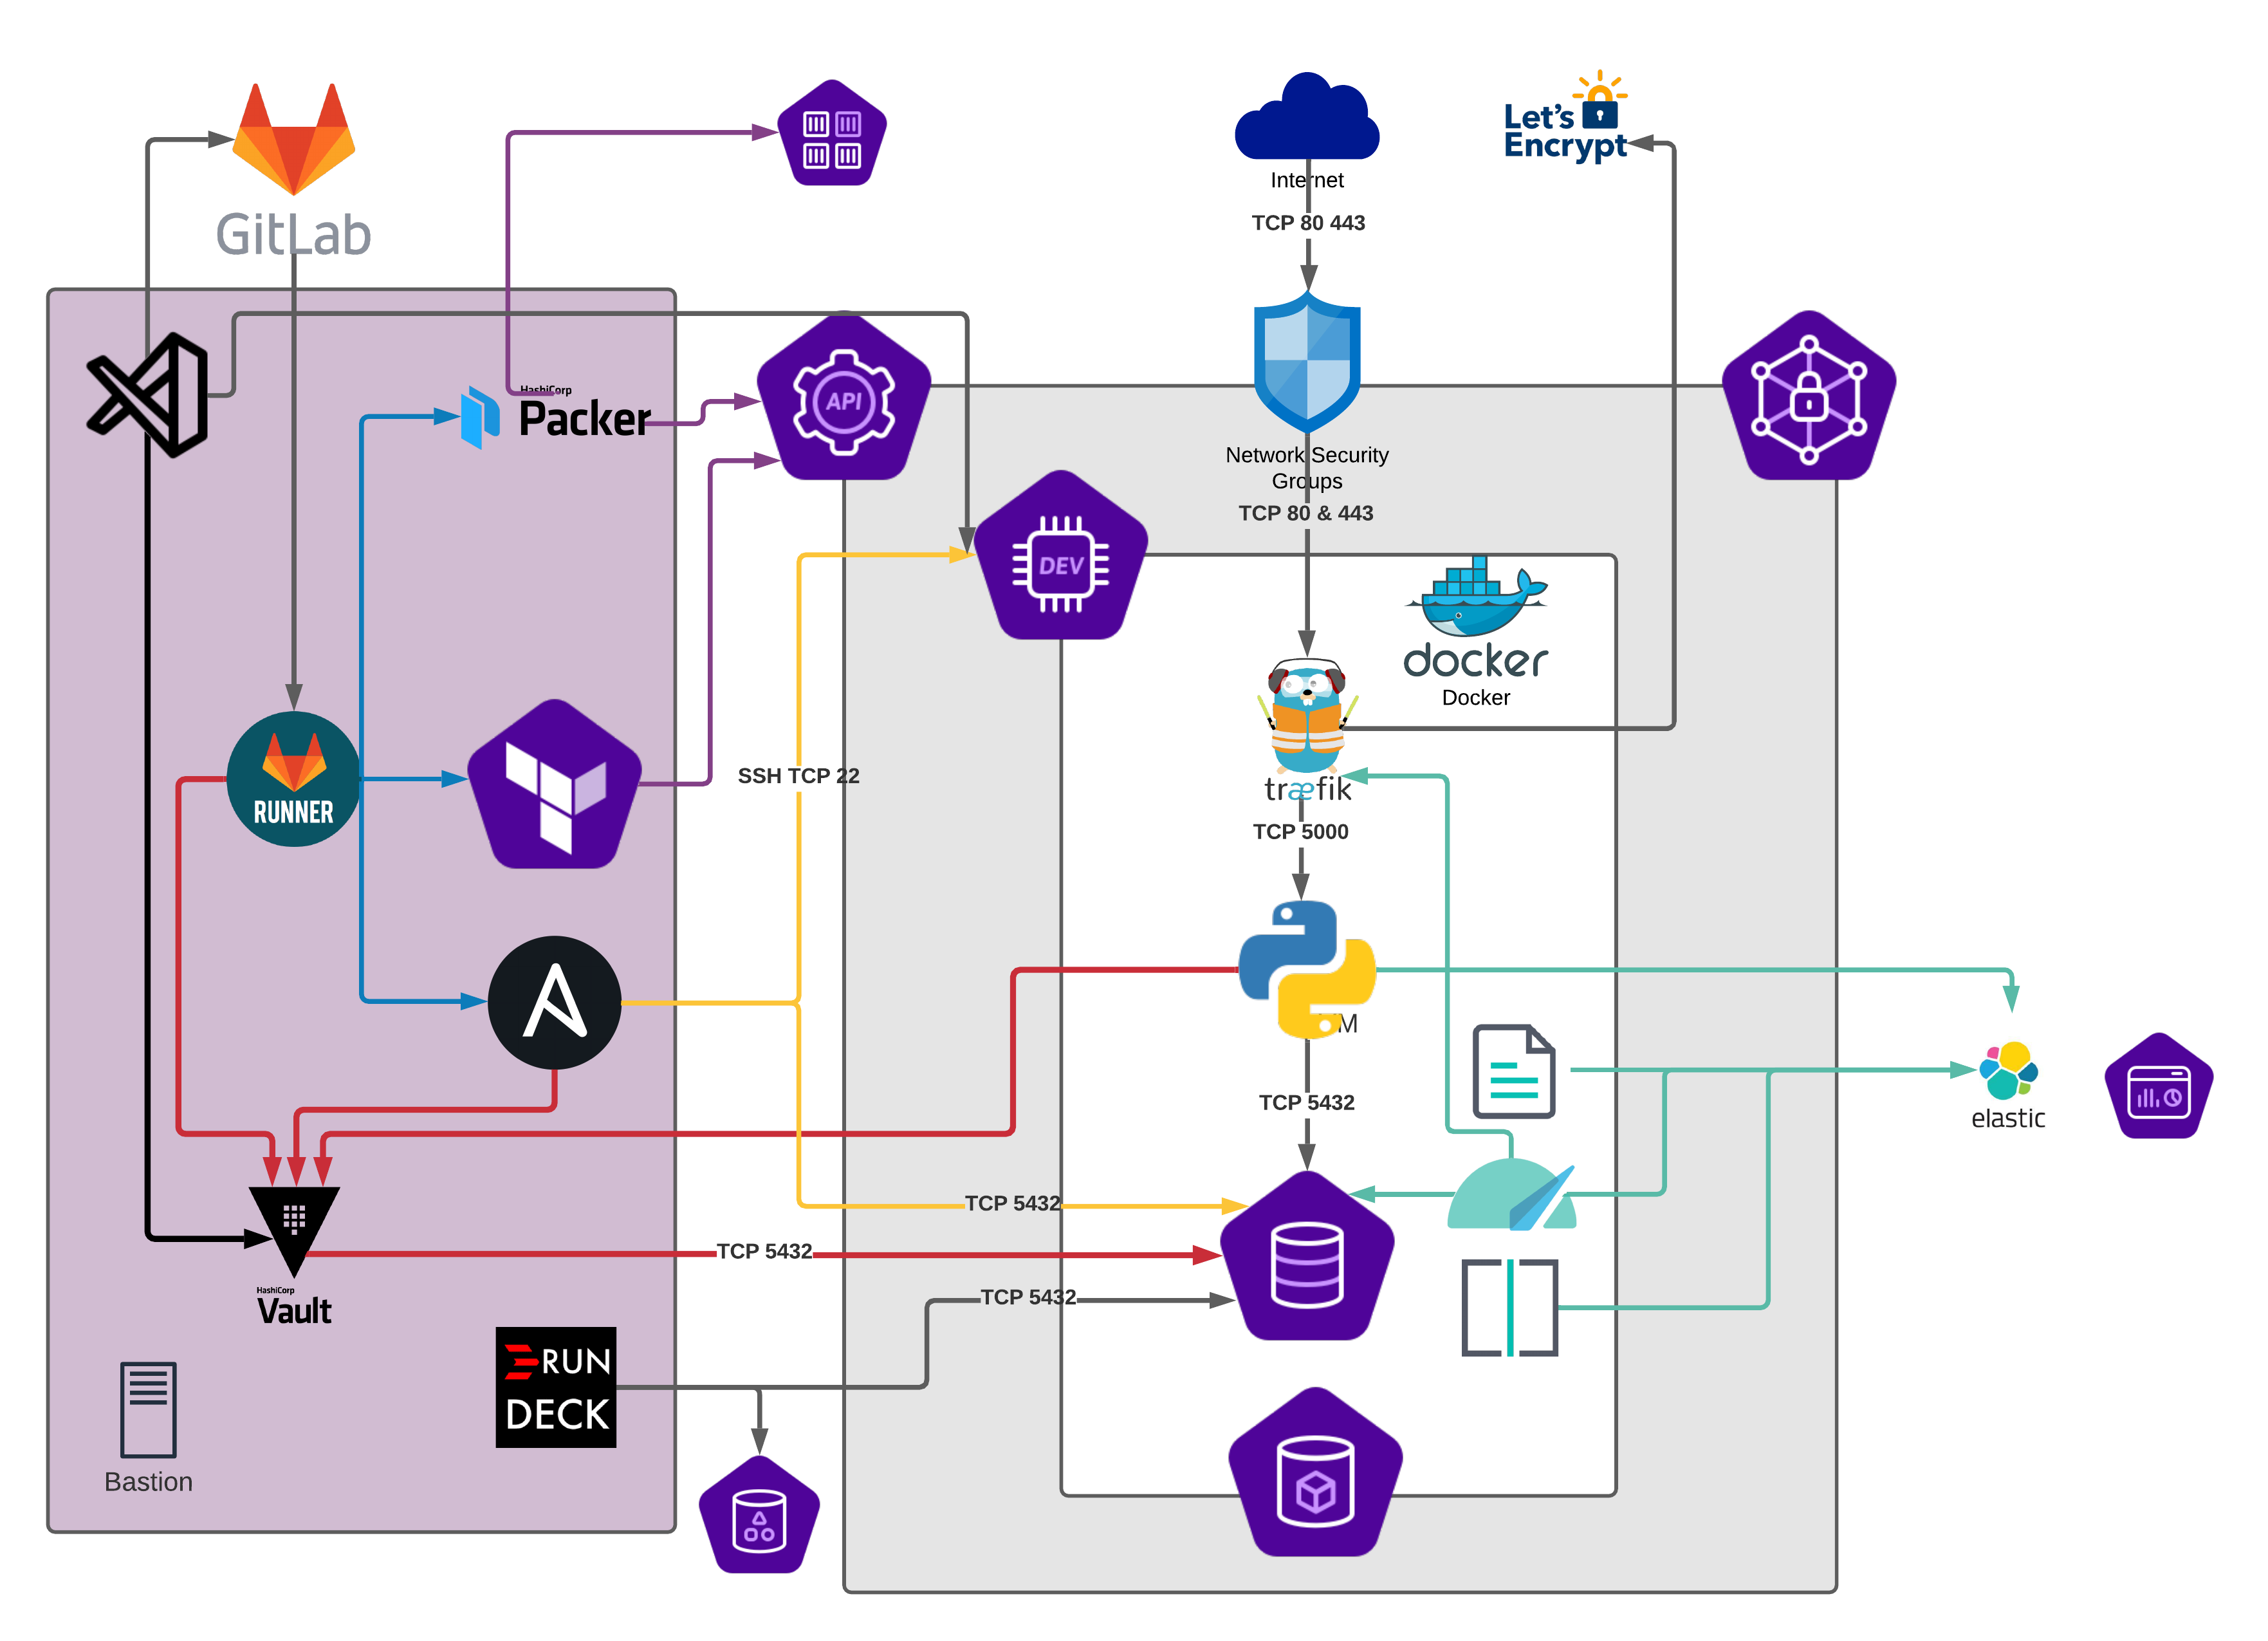 GitLab
Internet
TCP 80 443
Let's
Encrypt
HashiCorp
Packer
API
Network Security
Groups
TCP 80 & 443
DEV
docker
Docker
RUNNER
SSH TCP 22
træfik
TCP 5000
M
TCP 5432
elastic
TCP 5432
TCP 5432
TCP 5432
HashiCorp
Vault
RUN
DECK
Bastion